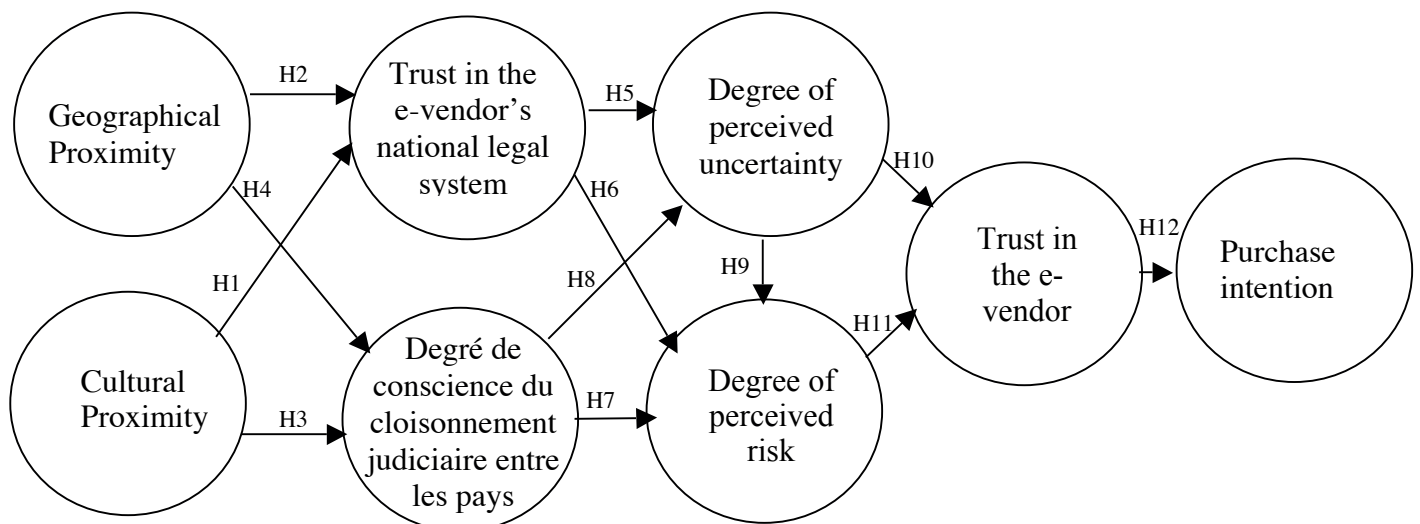 Geographical
Proximity
H2
Trust in the
e-vendor's
national legal
system
H5
Degree of
perceived
uncertainty
H4
H6
H10
H1
H8
H9
Trust in
the e-
vendor
H12
Purchase
intention
Cultural
Proximity
H3
Degré de
conscience du
cloisonnement
judiciaire entre
les pays
H7
Degree of
perceived
risk
H11